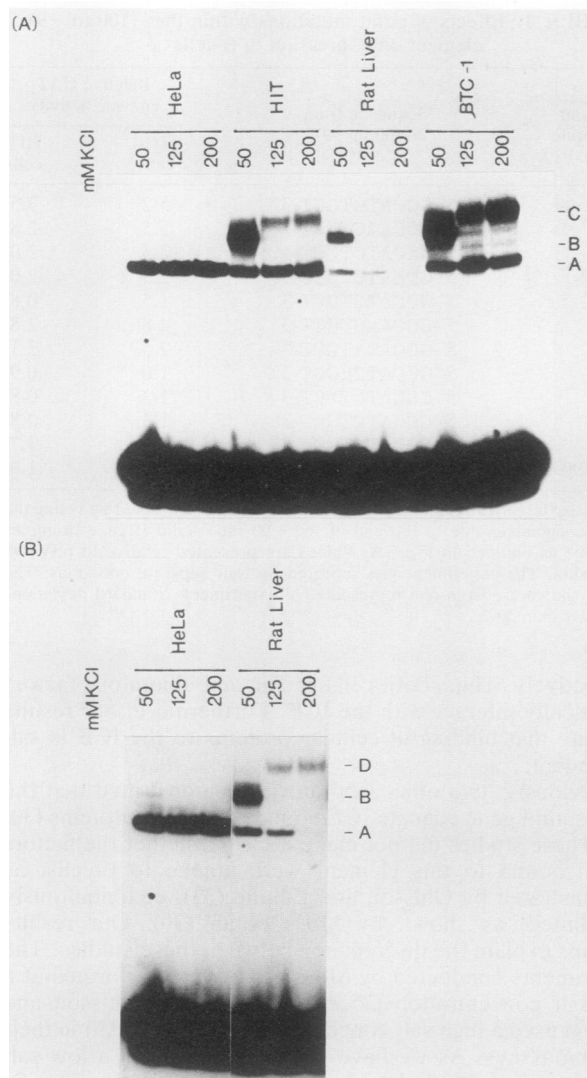 (A)
HeLa
HIT
Rat Liver
βTC -1
mMKCl
50 125 200 50 125 200 50 125 200 50 125 200
- C
- B
- A
(B)
HeLa
Rat Liver
mMKCl
50 125 200 50 125 200
- D
- B
- A